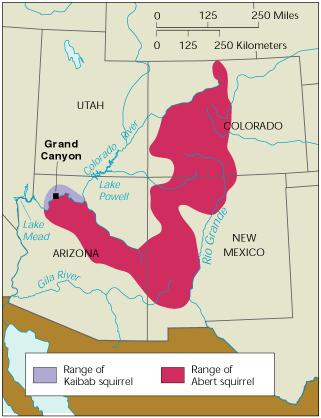 0 125 250 Miles
0 125 250 Kilometers
UTAH
COLORADO
Colorado River
Grand
Canyon
Lake
Powell
Lake
Mead
ARIZONA
Rio Grande
NEW
MEXICO
Gila River
Range of
Kaibab squirrel
Range of
Abert squirrel